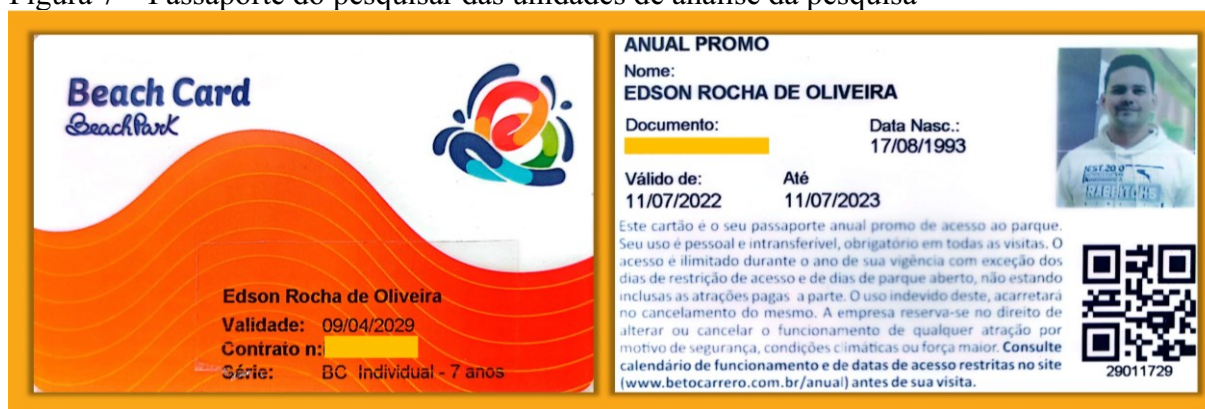 Figura 7 – Passaporte do pesquisar das unidades de análise da pesquisa
Beach Card
BeachPark
Edson Rocha de Oliveira
Validade: 09/04/2029
Contrato n:
Série: BC Individual - 7 anos
ANUAL PROMO
Nome:
EDSON ROCHA DE OLIVEIRA
Documento: Data Nasc.:
17/08/1993
Válido de: Até
11/07/2022 11/07/2023
Este cartão é o seu passaporte anual promo de acesso ao parque.
Seu uso é pessoal e intransferível, obrigatório em todas as visitas. O
acesso é ilimitado durante o ano de sua vigência com exceção dos
dias de restrição de acesso e de dias de parque aberto, não estando
inclusas as atrações pagas a parte. O uso indevido deste, acarretará
no cancelamento do mesmo. A empresa reserva-se no direito de
alterar ou cancelar o funcionamento de qualquer atração por
motivo de segurança, condições climáticas ou força maior. Consulte
calendário de funcionamento e de datas de acesso restritas no site
(www.betocarrero.com.br/anual) antes de sua visita.
29011729
RABBITOHS